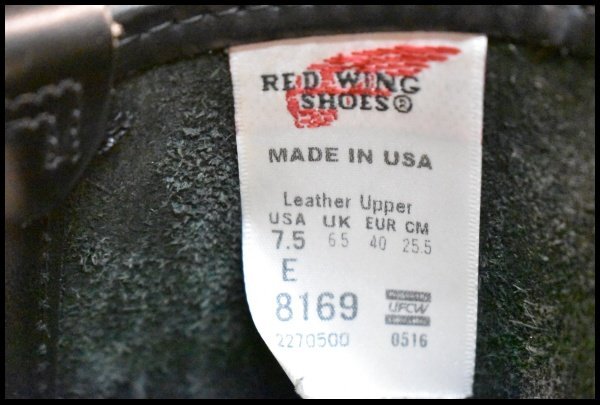 RED WING
SHOES®
MADE IN USA
Leather Upper
USA UK EUR CM
7.5 6.5 40 25.5
E
8169
UFCW
2270500 0516